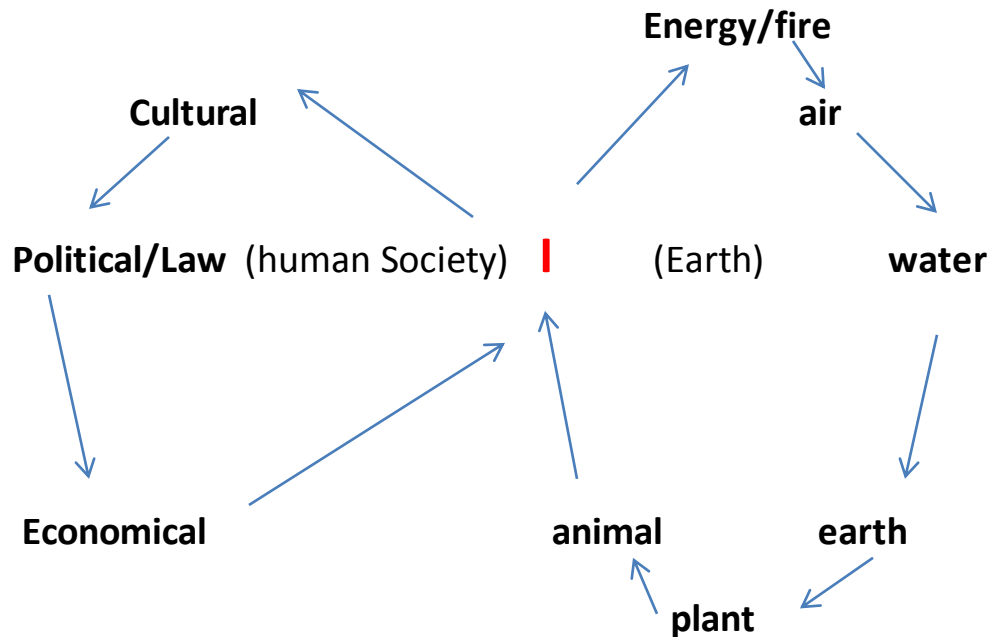 Energy/fire
Cultural
air
Political/Law (human Society) I (Earth) water
Economical
animal
earth
plant